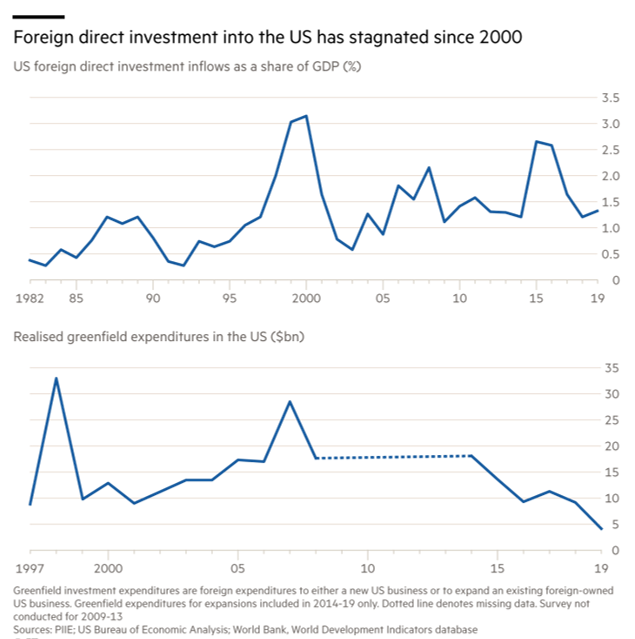 Foreign direct investment into the US has stagnated since 2000
US foreign direct investment inflows as a share of GDP (%)
3.5
3.0
2.5
2.0
1.5
1.0
0.5
0
1982 85 90 95 2000 05 10 15 19
Realised greenfield expenditures in the US ($bn)
35
30
25
20
15
10
5
0
1997 2000 05 10 15 19
Greenfield investment expenditures are foreign expenditures to either a new US business or to expand an existing foreign-owned
US business. Greenfield expenditures for expansions included in 2014-19 only. Dotted line denotes missing data. Survey not
conducted for 2009-13
Sources: PIIE; US Bureau of Economic Analysis; World Bank, World Development Indicators database